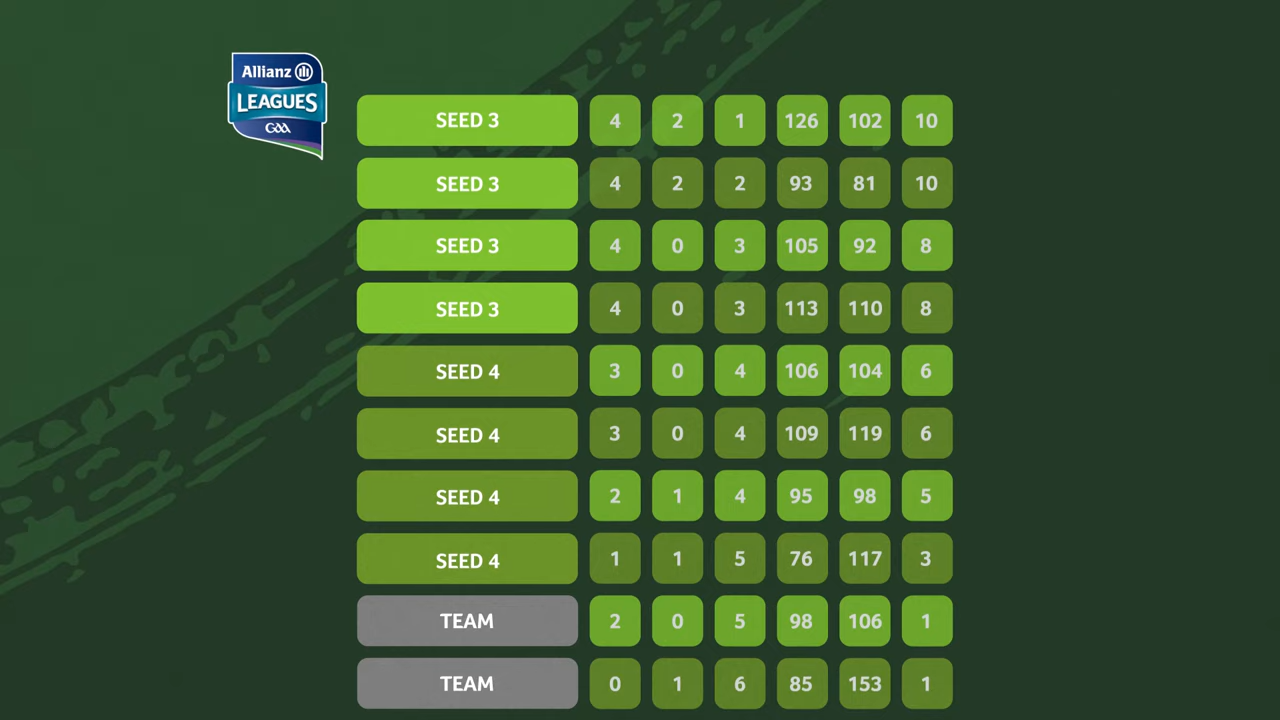 Allianz
LEAGUES
GAA
SEED 3 4 2 1 126 102 10
SEED 3 4 2 2 93 81 10
SEED 3 4 0 3 105 92 8
SEED 3 4 0 3 113 110 8
SEED 4 3 0 4 106 104 6
SEED 4 3 0 4 109 119 6
SEED 4 2 1 4 95 98 5
SEED 4 1 1 5 76 117 3
TEAM 2 0 5 98 106 1
TEAM 0 1 6 85 153 1